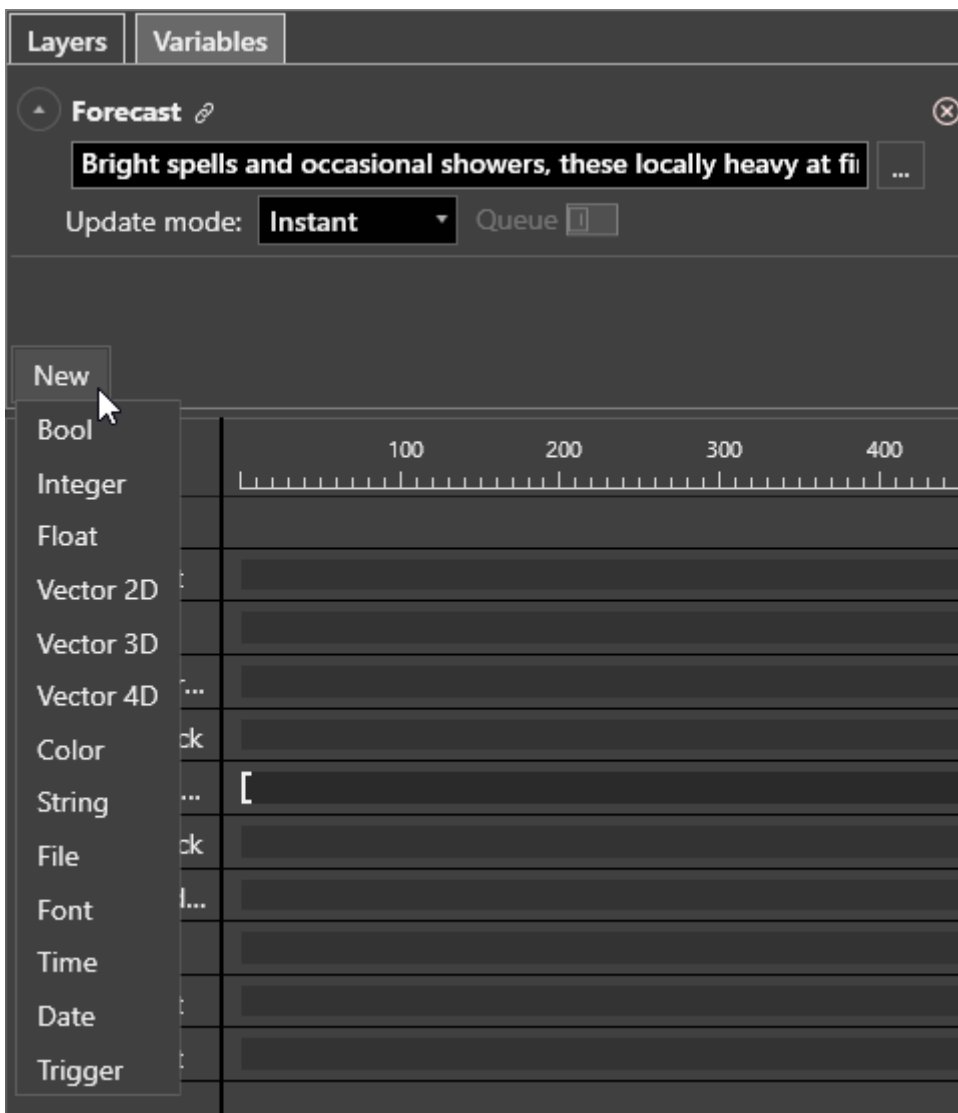 Layers Variables
Forecast
Bright spells and occasional showers, these locally heavy at fi
...
Update mode: Instant Queue
New
Bool
100 200 300 400
Integer
Float
Vector 2D
Vector 3D
Vector 4D
r...
Color
ck
String
...
File
ck
Font
d...
Time
Date
Trigger